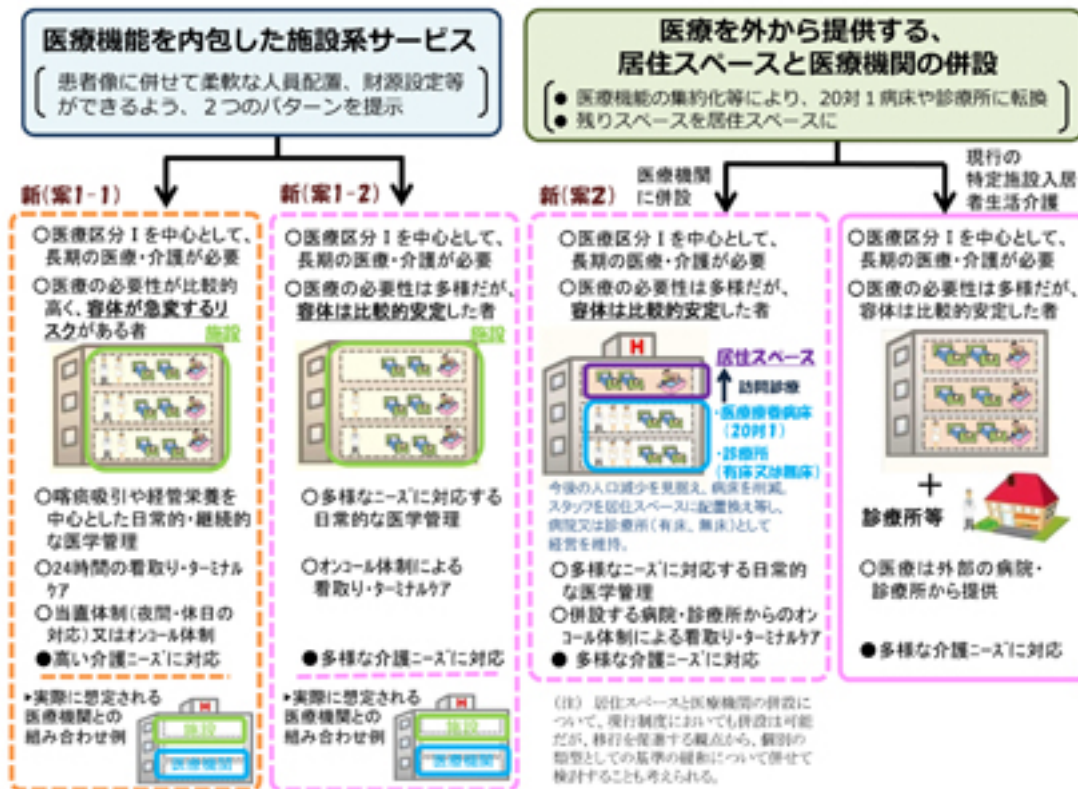 医療機能を内包した施設系サービス
患者像に併せて柔軟な人員配置、財源設定等
ができるよう、2つのパターンを提示
医療を外から提供する、
居住スペースと医療機関の併設
● 医療機能の集約化等により、20対1病床や診療所に転換
● 残りスペースを居住スペースに
新(案1-1)
○医療区分Ⅰを中心として、
長期の医療・介護が必要
○医療の必要性が比較的
高く、容体が急変するリ
スクがある者
施設
○喀痰吸引や経管栄養を
中心とした日常的・継続的
な医学管理
○24時間の看取り・ターミナル
ケア
○当直体制(夜間・休日の
対応)又はオンコール体制
●高い介護ニーズに対応
▶実際に想定される
医療機関との
組み合わせ例
H
施設
医療機関
新(案1-2)
○医療区分Ⅰを中心として、
長期の医療・介護が必要
○医療の必要性は多様だが、
容体は比較的安定した者
施設
○多様なニーズに対応する
日常的な医学管理
○オンコール体制による
看取り・ターミナルケア
●多様な介護ニーズに対応
▶実際に想定される
医療機関との
組み合わせ例
H
施設
医療機関
新(案2)
医療機関
に併設
○医療区分Ⅰを中心として、
長期の医療・介護が必要
○医療の必要性は多様だが、
容体は比較的安定した者
H
居住スペース
訪問診療
・医療療養病床
(20対1)
・診療所
(有床又は無床)
今後の人口減少を見据え、病床を削減。
スタッフを居住スペースに配置換え等し、
病院又は診療所(有床、無床)として
経営を維持。
○多様なニーズに対応する日常的
な医学管理
○併設する病院・診療所からのオン
コール体制による看取り・ターミナルケア
● 多様な介護ニーズに対応
(注) 居住スペースと医療機関の併設
について、現行制度においても併設は可能
だが、移行を促進する観点から、個別の
類型としての基準の緩和について併せて
検討することも考えられる。
現行の
特定施設入居
者生活介護
○医療区分Ⅰを中心として、
長期の医療・介護が必要
○医療の必要性は多様だが、
容体は比較的安定した者
+
診療所等
○医療は外部の病院・
診療所から提供
●多様な介護ニーズに対応